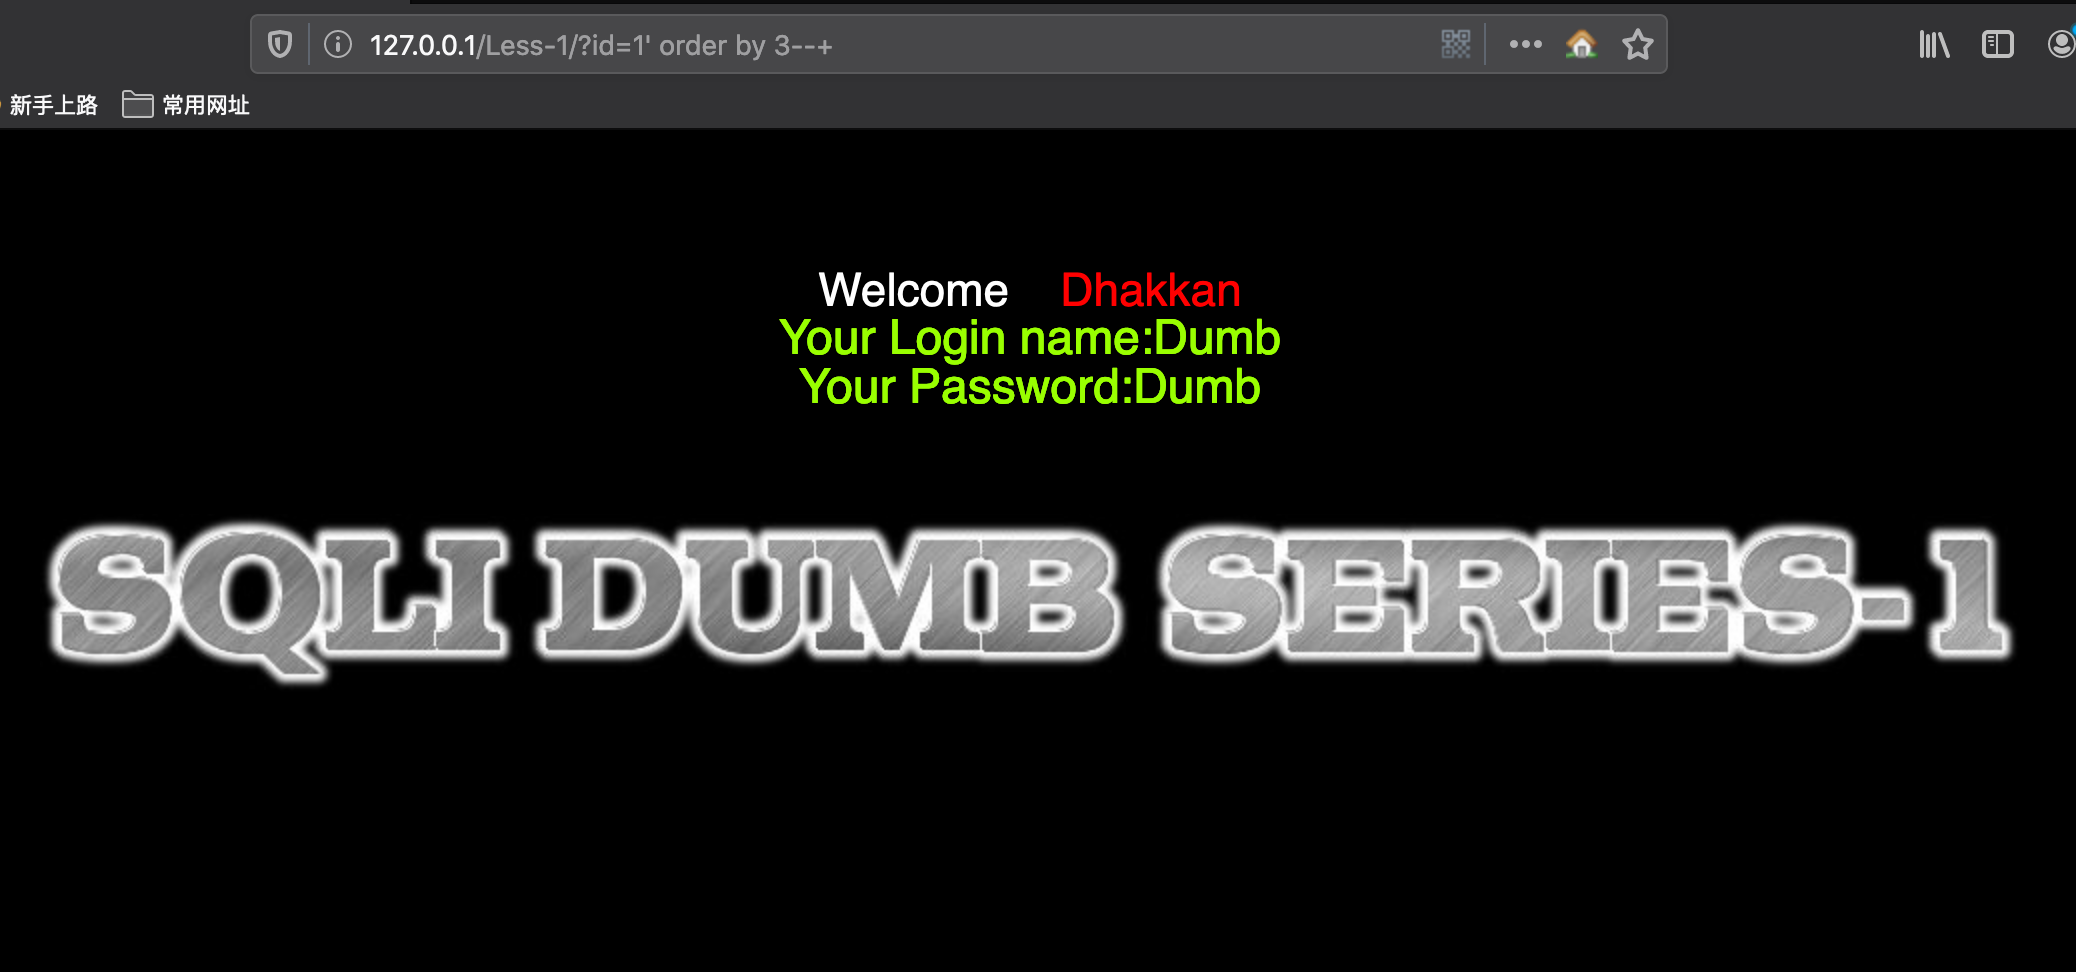 127.0.0.1/Less-1/?id=1' order by 3--+
新手上路 常用网址
Welcome Dhakkan
Your Login name:Dumb
Your Password:Dumb
SQLI DUMB SERIES-1